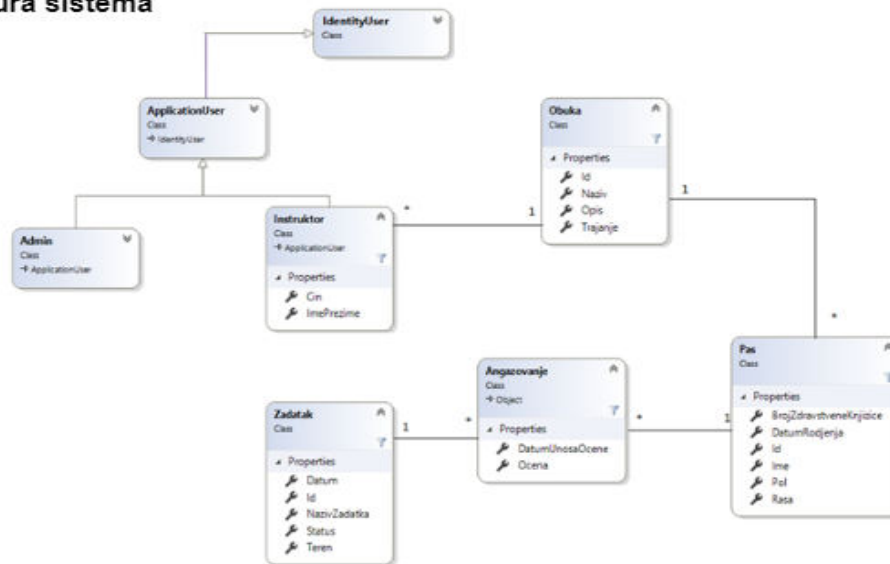 ura sistema
IdentityUser
Class
ApplicationUser
Class
IdentityUser
Obuka
Class
Properties
Id
Naziv
Opis
Trajanje
1
1
*
Instruktor
Class
ApplicationUser
Properties
Cin
ImePrezime
Admin
Class
ApplicationUser
*
Pas
Class
Properties
BrojZdravstveneKnjizice
DatumRodjenja
Id
Ime
Pol
Rasa
Angazovanje
Class
Object
Properties
DatumUnosaOcene
Ocena
*
*
1
1
Zadatak
Class
Properties
Datum
Id
NazivZadatka
Status
Teren